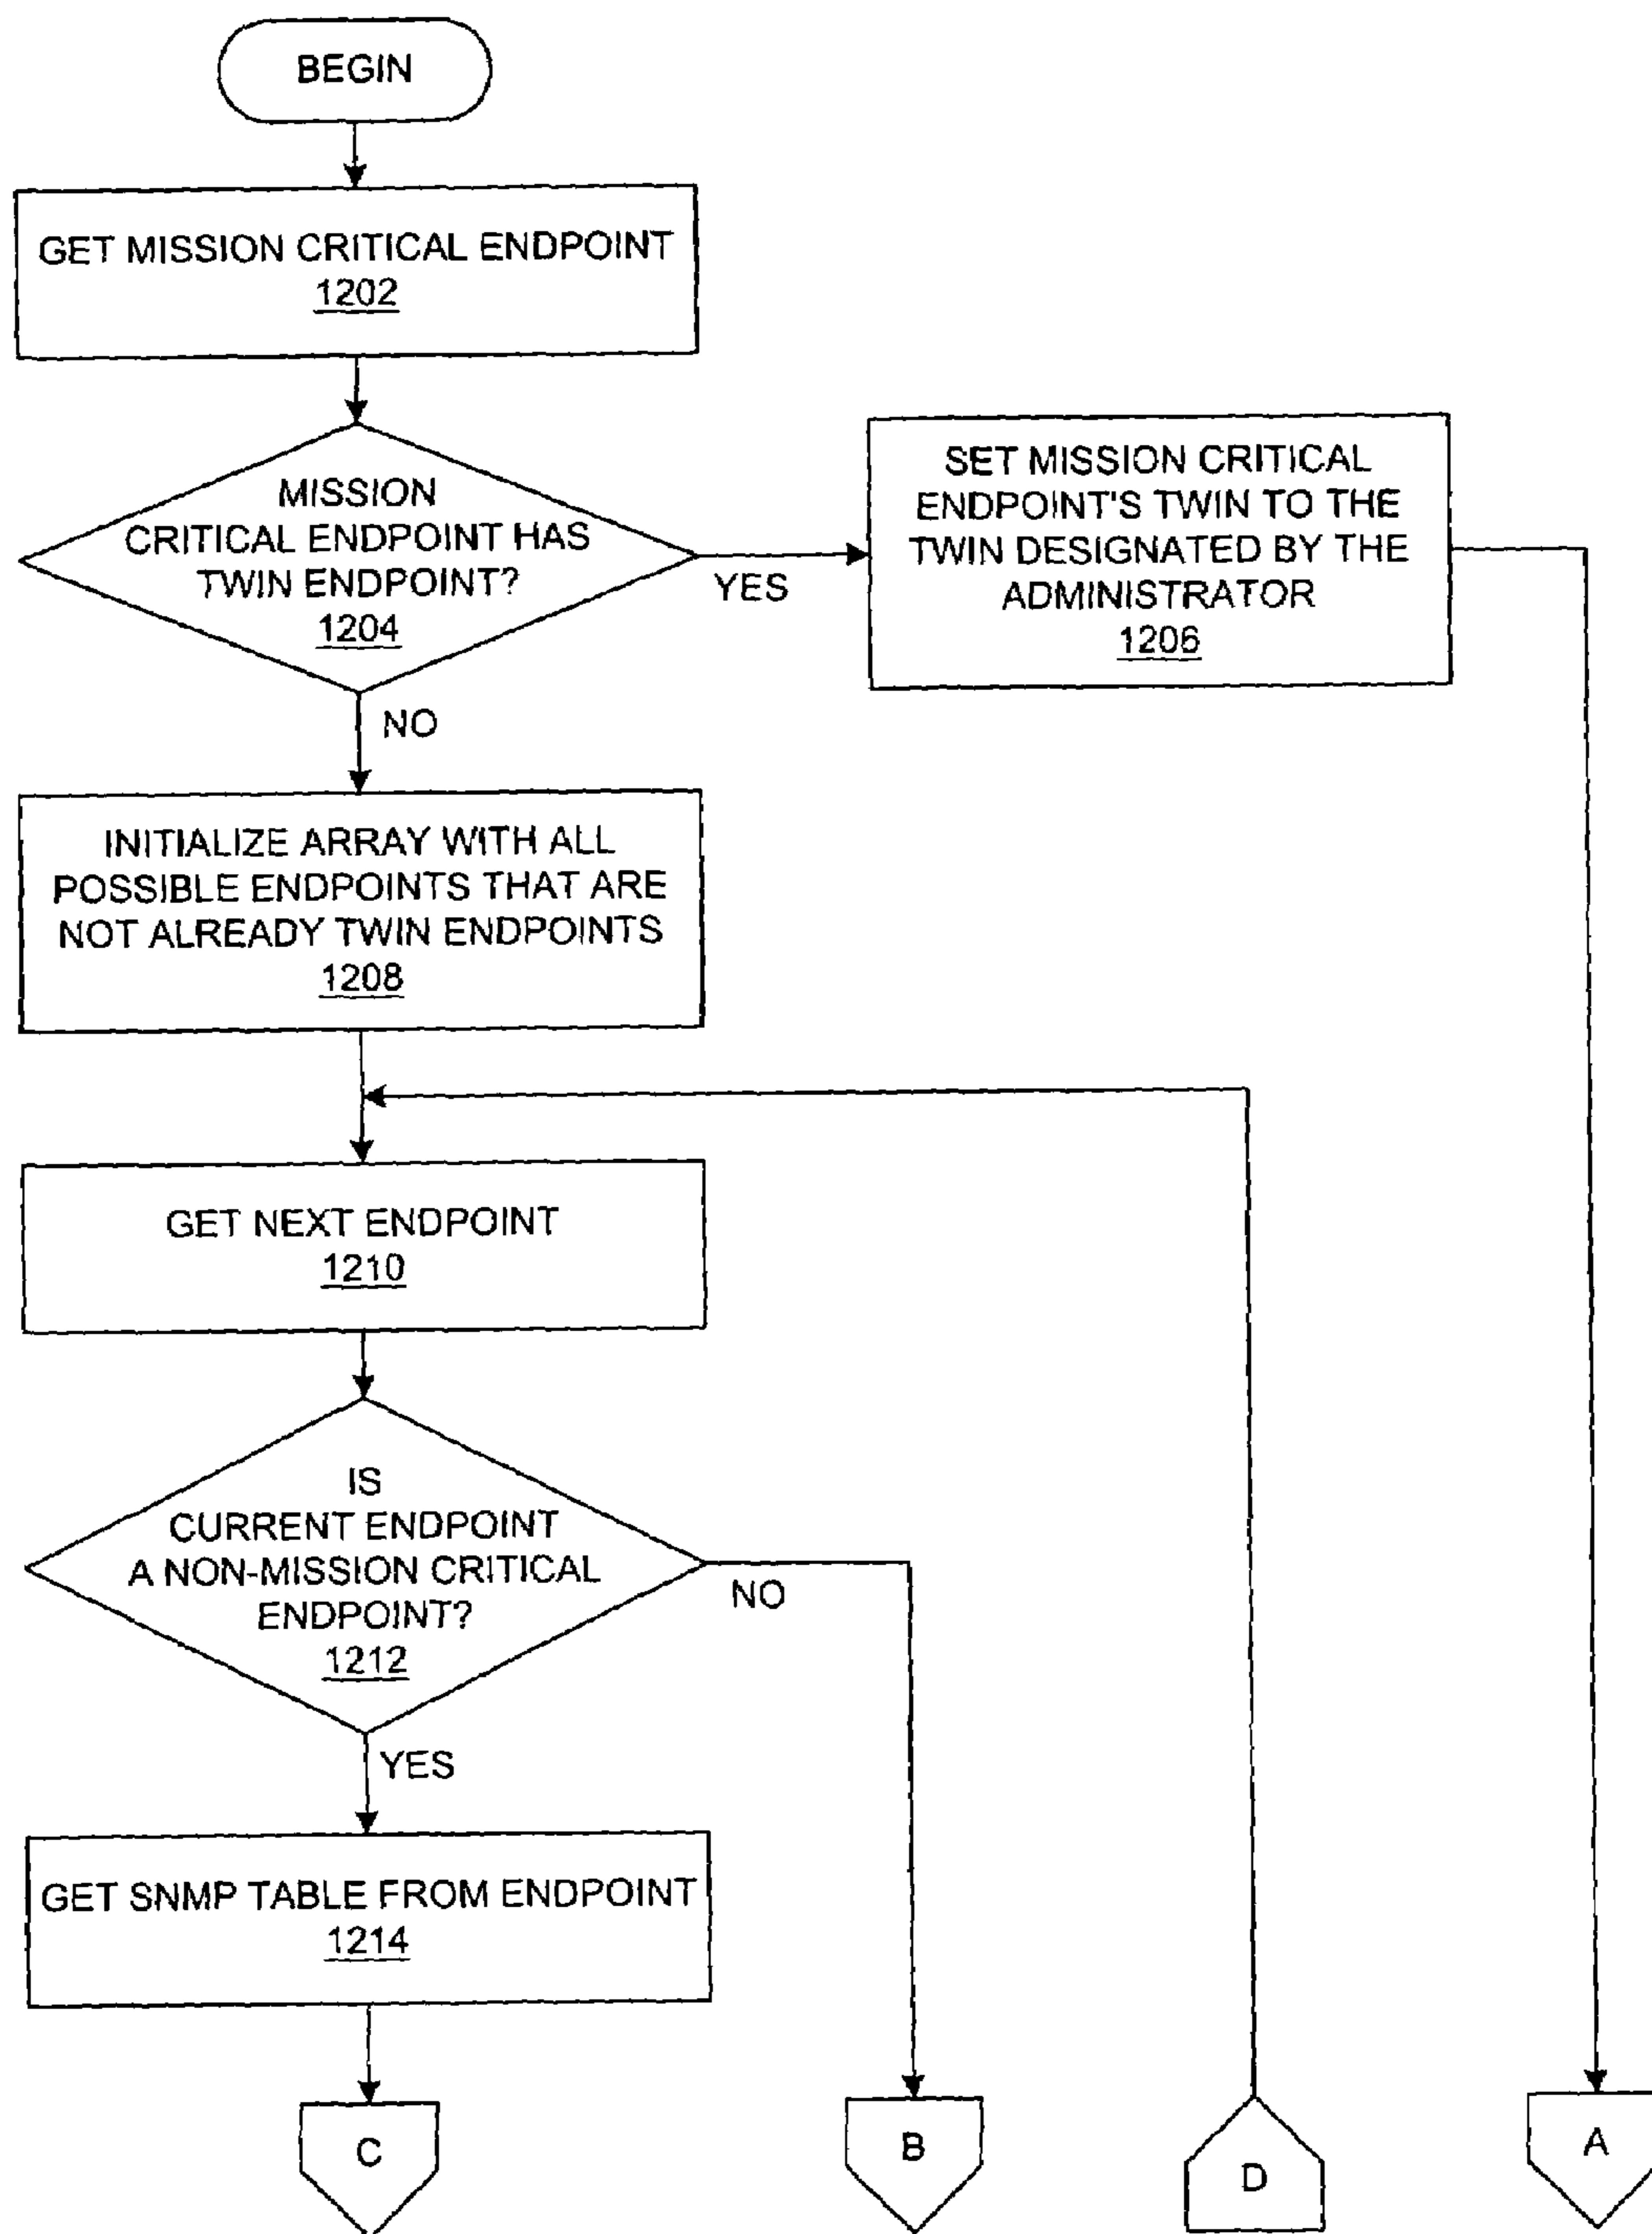 BEGIN
GET MISSION CRITICAL ENDPOINT
1202
MISSION
CRITICAL ENDPOINT HAS
TWIN ENDPOINT?
1204
YES
SET MISSION CRITICAL
ENDPOINT'S TWIN TO THE
TWIN DESIGNATED BY THE
ADMINISTRATOR
1206
NO
INITIALIZE ARRAY WITH ALL
POSSIBLE ENDPOINTS THAT ARE
NOT ALREADY TWIN ENDPOINTS
1208
GET NEXT ENDPOINT
1210
IS
CURRENT ENDPOINT
A NON-MISSION CRITICAL
ENDPOINT?
1212
NO
YES
GET SNMP TABLE FROM ENDPOINT
1214
C
B
D
A